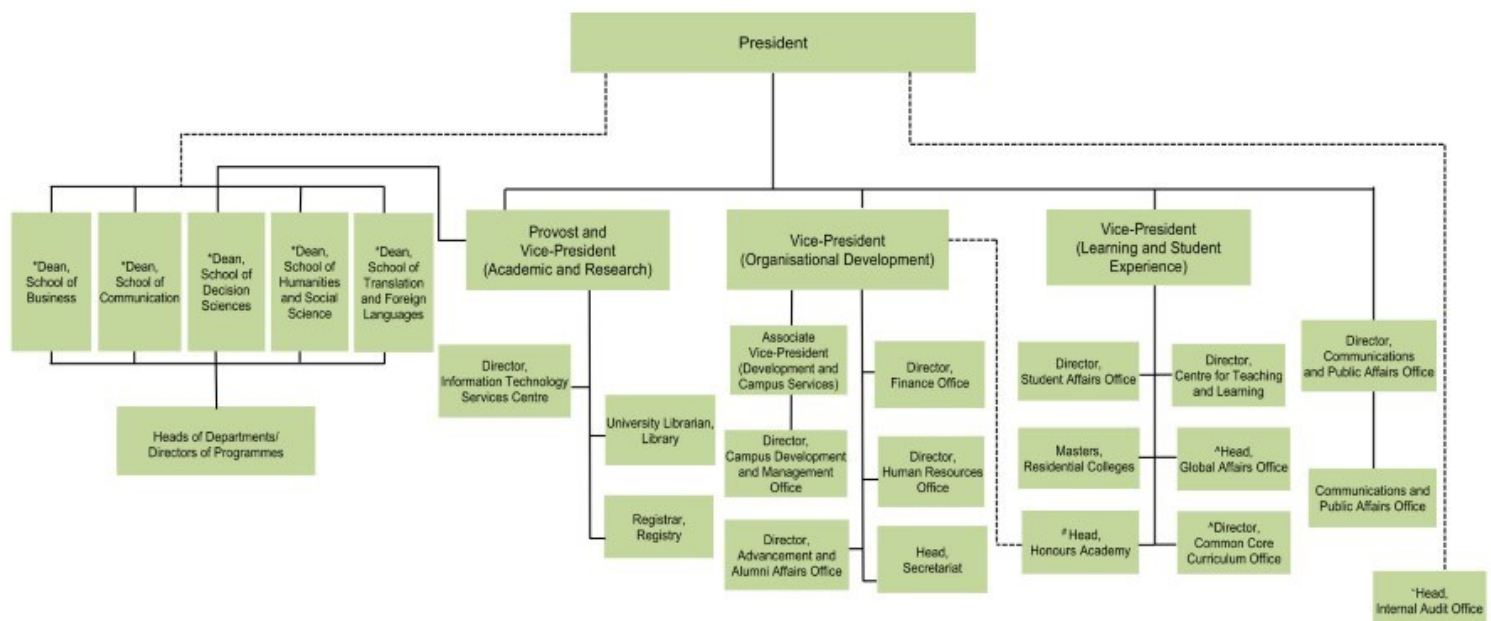 President
*Dean,
School of
Business
*Dean,
School of
Communication
*Dean,
School of
Decision
Sciences
*Dean,
School of
Humanities
and Social
Science
*Dean,
School of
Translation
and Foreign
Languages
Heads of Departments/
Directors of Programmes
Provost and
Vice-President
(Academic and Research)
Director,
Information Technology
Services Centre
University Librarian,
Library
Registrar,
Registry
Vice-President
(Organisational Development)
Associate
Vice-President
(Development and
Campus Services)
Director,
Campus Development
and Management
Office
Director,
Advancement and
Alumni Affairs Office
Director,
Finance Office
Director,
Human Resources
Office
Head,
Secretariat
Vice-President
(Learning and Student
Experience)
Director,
Student Affairs Office
Masters,
Residential Colleges
#Head,
Honours Academy
Director,
Centre for Teaching
and Learning
^Head,
Global Affairs Office
^Director,
Common Core
Curriculum Office
Director,
Communications
and Public Affairs Office
Communications and
Public Affairs Office
Head,
Internal Audit Office